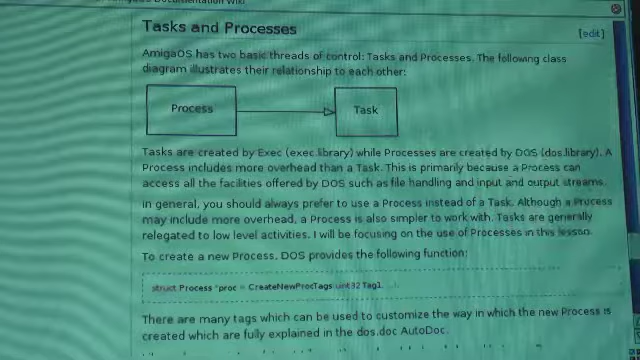 Documentation Wiki
Tasks and Processes
[edit]
AmigaOS has two basic threads of control: Tasks and Processes. The following class
diagram illustrates their relationship to each other:
Process
Task
Tasks are created by Exec (exec.library) while Processes are created by DOS (dos.library). A
Process includes more overhead than a Task. This is primarily because a Process can
access all the facilities offered by DOS such as file handling and input and output streams.
In general, you should always prefer to use a Process instead of a Task. Although a Process
may include more overhead, a Process is also simpler to work with. Tasks are generally
relegated to low level activities. I will be focusing on the use of Processes in this lesson.
To create a new Process, DOS provides the following function:
struct Process *proc = CreateNewProcTags(uint32 Tag1, ...);
There are many tags which can be used to customize the way in which the new Process is
created which are fully explained in the dos.doc AutoDoc.